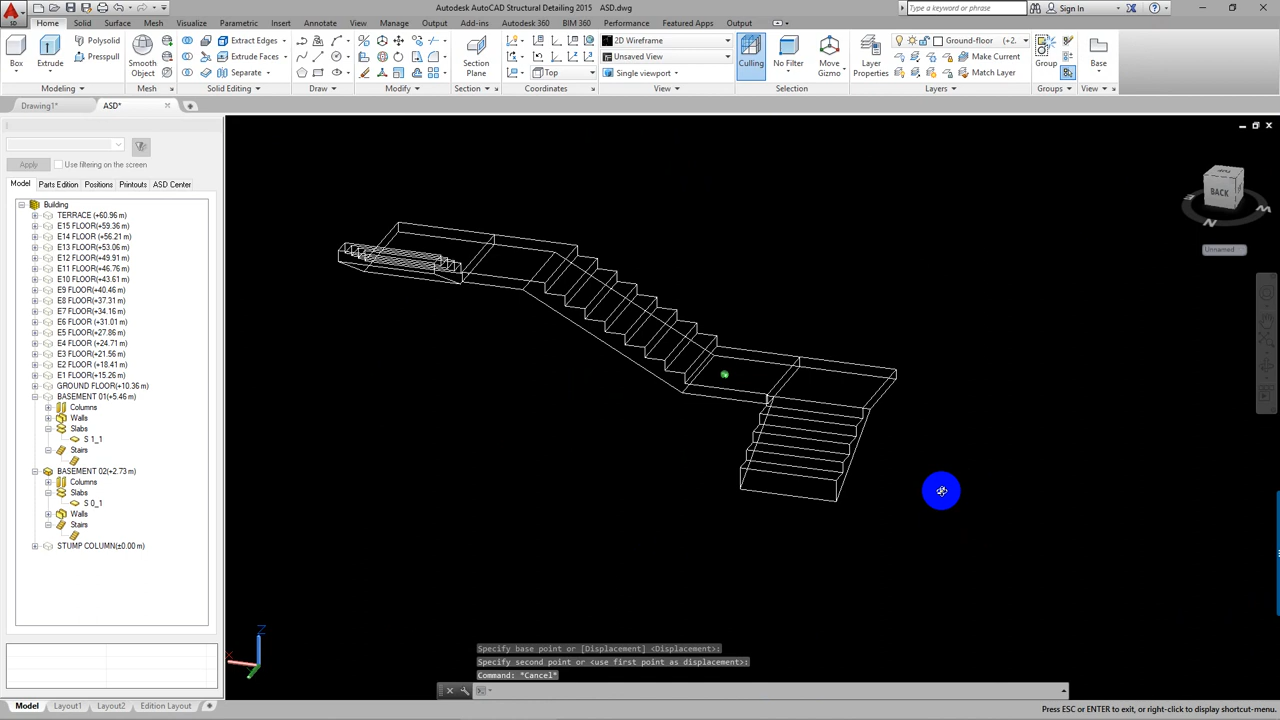 Autodesk AutoCAD Structural Detailing 2015   ASD.dwg
Type a keyword or phrase
Sign In
Home Solid Surface Mesh Visualize Parametric Insert Annotate View Manage Output Add-ins Autodesk 360 BIM 360 Performance Featured Apps Output
Box
Extrude
Polysolid
Presspull
Modeling
Smooth Object
Mesh
Extract Edges
Extrude Faces
Separate
Solid Editing
Draw
Modify
Section Plane
Section
Top
Coordinates
2D Wireframe
Unsaved View
Single viewport
View
Culling
No Filter
Move Gizmo
Selection
Layer Properties
Ground-floor (+2.
Make Current
Match Layer
Layers
Group
Groups
Base
View
Drawing1*
ASD*
Apply
Use filtering on the screen
Model Parts Edition Positions Printouts ASD Center
Building
TERRACE (+60.96 m)
E15 FLOOR(+59.36 m)
E14 FLOOR (+56.21 m)
E13 FLOOR(+53.06 m)
E12 FLOOR(+49.91 m)
E11 FLOOR(+46.76 m)
E10 FLOOR(+43.61 m)
E9 FLOOR(+40.46 m)
E8 FLOOR(+37.31 m)
E7 FLOOR(+34.16 m)
E6 FLOOR (+31.01 m)
E5 FLOOR(+27.86 m)
E4 FLOOR(+24.71 m)
E3 FLOOR(+21.56 m)
E2 FLOOR(+18.41 m)
E1 FLOOR(+15.26 m)
GROUND FLOOR(+10.36 m)
BASEMENT 01(+5.46 m)
Columns
Walls
Slabs
S 1_1
Stairs
BASEMENT 02(+2.73 m)
Columns
Slabs
S 0_1
Walls
Stairs
STUMP COLUMN(±0.00 m)
BACK
N
M
Unnamed
Z
X
Specify base point or [Displacement] <Displacement>:
Specify second point or <use first point as displacement>:
Command: *Cancel*
Model Layout1 Layout2 Edition Layout
Press ESC or ENTER to exit, or right-click to display shortcut-menu.